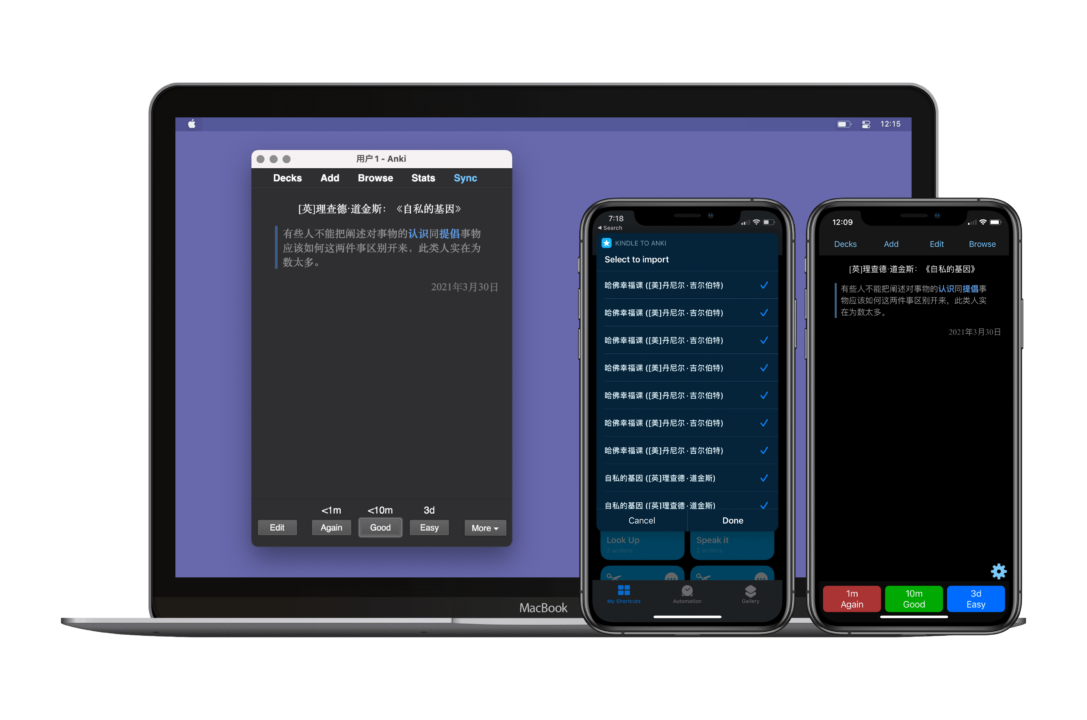 12:15
用户1 - Anki
Decks Add Browse Stats Sync
[英]理查德·道金斯：《自私的基因》
有些人不能把阐述对事物的认识同提倡事物
应该如何这两件事区别开来，此类人实在为
数太多。
2021年3月30日
<1m <10m 3d
Edit Again Good Easy More
MacBook
7:18
Search
KINDLE TO ANKI
Select to import
哈佛幸福课 ([美]丹尼尔·吉尔伯特)
哈佛幸福课 ([美]丹尼尔·吉尔伯特)
哈佛幸福课 ([美]丹尼尔·吉尔伯特)
哈佛幸福课 ([美]丹尼尔·吉尔伯特)
哈佛幸福课 ([美]丹尼尔·吉尔伯特)
哈佛幸福课 ([美]丹尼尔·吉尔伯特)
哈佛幸福课 ([美]丹尼尔·吉尔伯特)
自私的基因 ([英]理查德·道金斯)
自私的基因 ([英]理查德·道金斯)
Cancel Done
Look Up Speak It
2 actions
My Shortcuts Automation Gallery
12:09
Decks Add Edit Browse
[英]理查德·道金斯：《自私的基因》
有些人不能把阐述对事物的认识同提倡事
物应该如何这两件事区别开来，此类人实
在为数太多。
2021年3月30日
1m 10m 3d
Again Good Easy